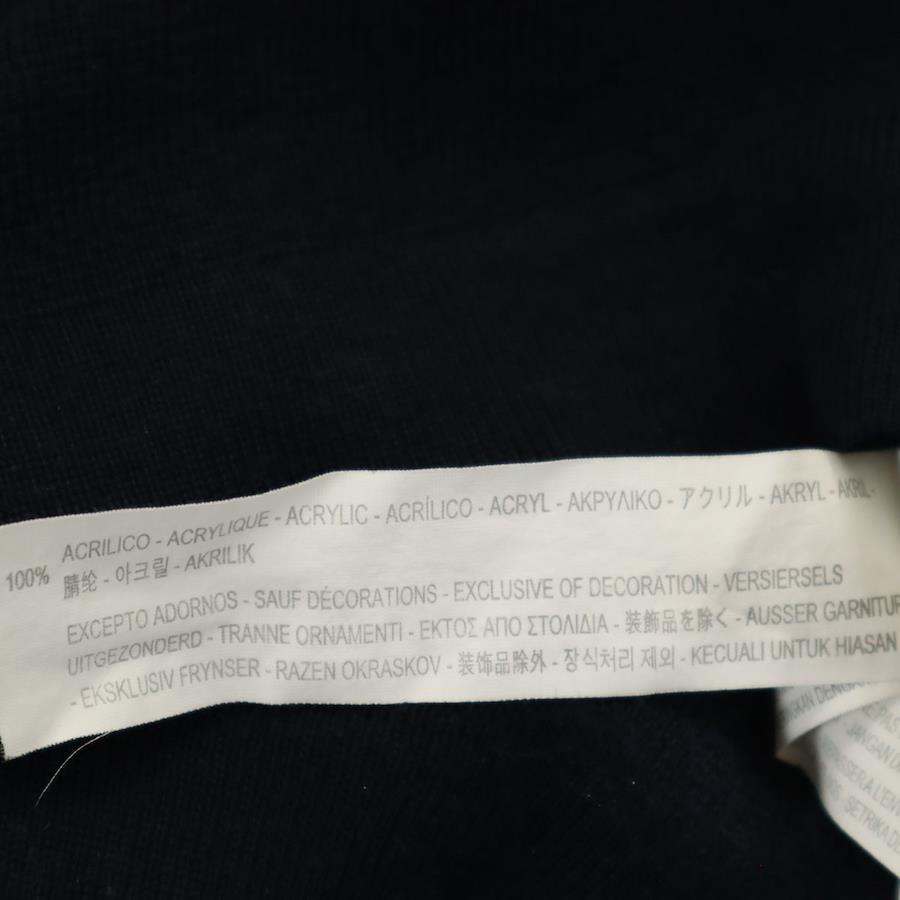 100% ACRILICO - ACRYLIQUE - ACRYLIC - ACRÍLICO - ACRYL - ΑΚΡΥΛΙΚΟ - アクリル - AKRYL - AKRIL -
腈纶 - 아크릴 - AKRILIK
EXCEPTO ADORNOS - SAUF DÉCORATIONS - EXCLUSIVE OF DECORATION - VERSIERSELS
UITGEZONDERD - TRANNE ORNAMENTI - ΕΚΤΟΣ ΑΠΟ ΣΤΟΛΙΔΙΑ - 装飾品を除く - AUSSER GARNITUR
- EKSKLUSIV FRYNSER - RAZEN OKRASKOV - 装饰品除外 - 장식처리 제외 - KECUALI UNTUK HIASAN
JANGAN
SETRIKA